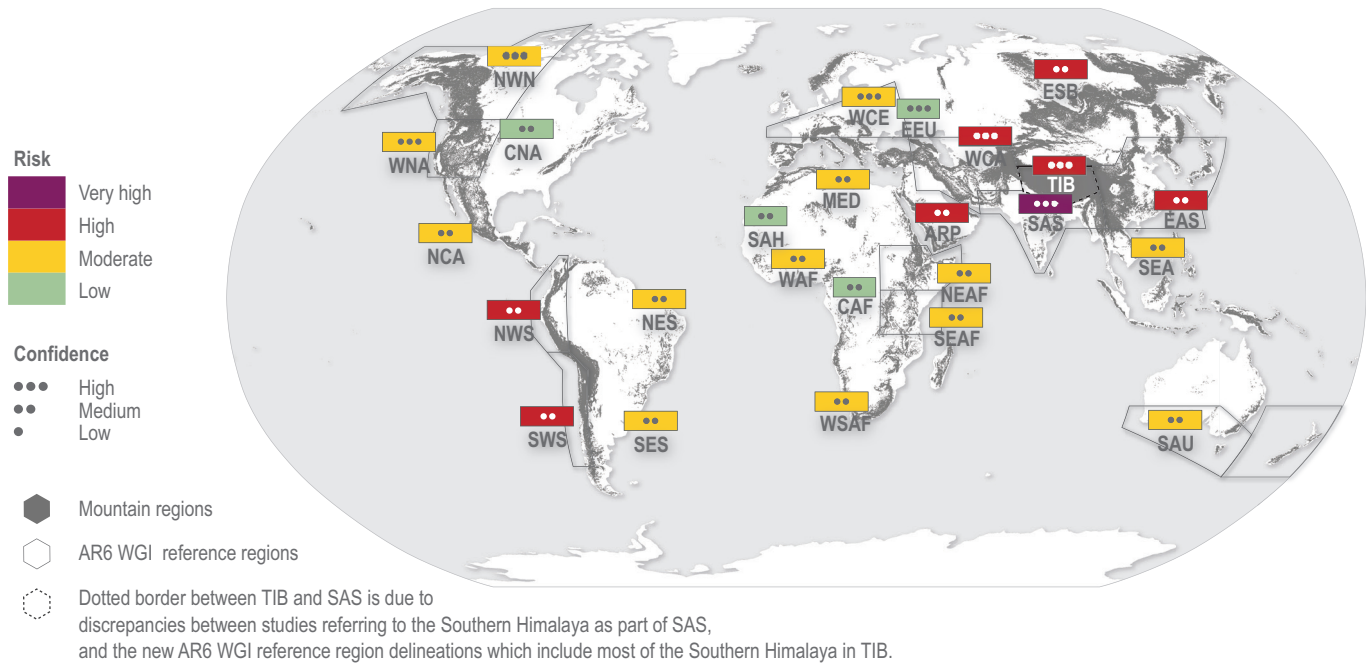 Risk
Very high
High
Moderate
Low
Confidence
High
Medium
Low
Mountain regions
AR6 WGI reference regions
Dotted border between TIB and SAS is due to
discrepancies between studies referring to the Southern Himalaya as part of SAS,
and the new AR6 WGI reference region delineations which include most of the Southern Himalaya in TIB.
NWN
WNA
CNA
NCA
NWS
NES
SWS
SES
WCE
EEU
MED
SAH
WAF
CAF
NEAF
SEAF
WSAF
ARP
WCA
ESB
TIB
SAS
EAS
SEA
SAU